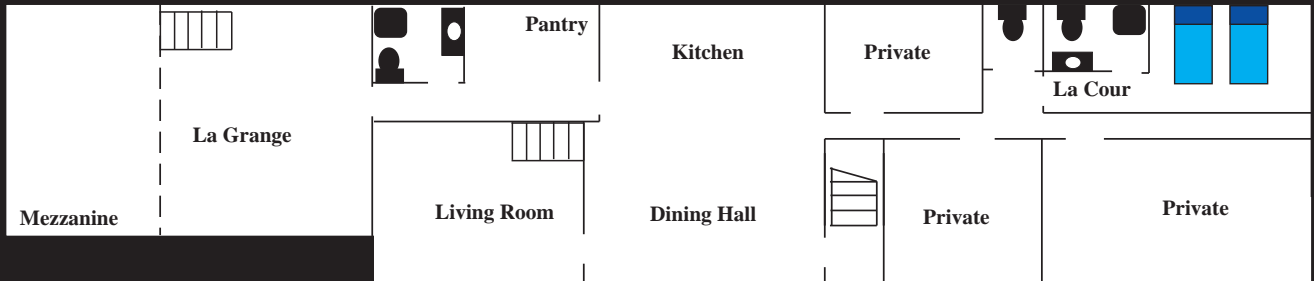 Pantry
Kitchen
Private
La Cour
La Grange
Mezzanine
Living Room
Dining Hall
Private
Private